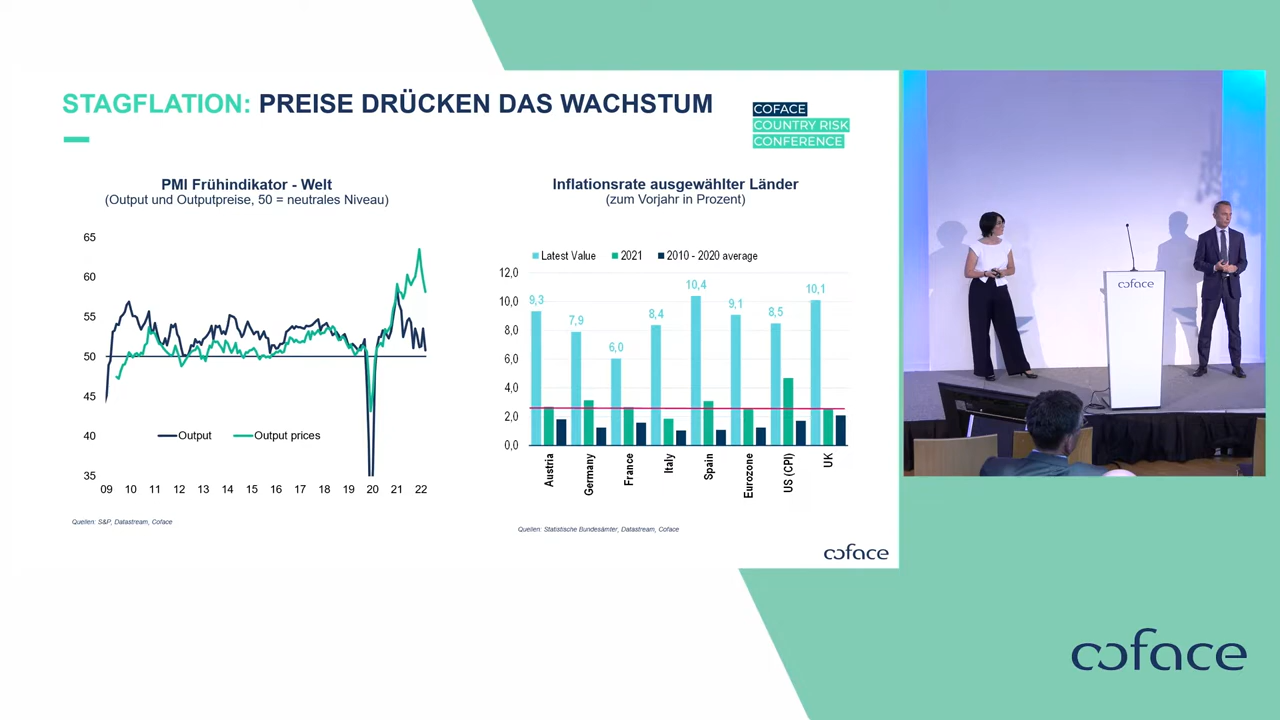 STAGFLATION: PREISE DRÜCKEN DAS WACHSTUM
COFACE
COUNTRY RISK
CONFERENCE
PMI Frühindikator - Welt
(Output und Outputpreise, 50 = neutrales Niveau)
65
60
55
50
45
40
35
Output
Output prices
09 10 11 12 13 14 15 16 17 18 19 20 21 22
Quellen: S&P, Datastream, Coface
Inflationsrate ausgewählter Länder
(zum Vorjahr in Prozent)
Latest Value 2021 2010 - 2020 average
12,0
10,0
8,0
6,0
4,0
2,0
0,0
9,3
7,9
6,0
8,4
10,4
9,1
8,5
10,1
Austria
Germany
France
Italy
Spain
Eurozone
US (CPI)
UK
Quellen: Statistische Bundesämter, Datastream, Coface
coface
coface
coface